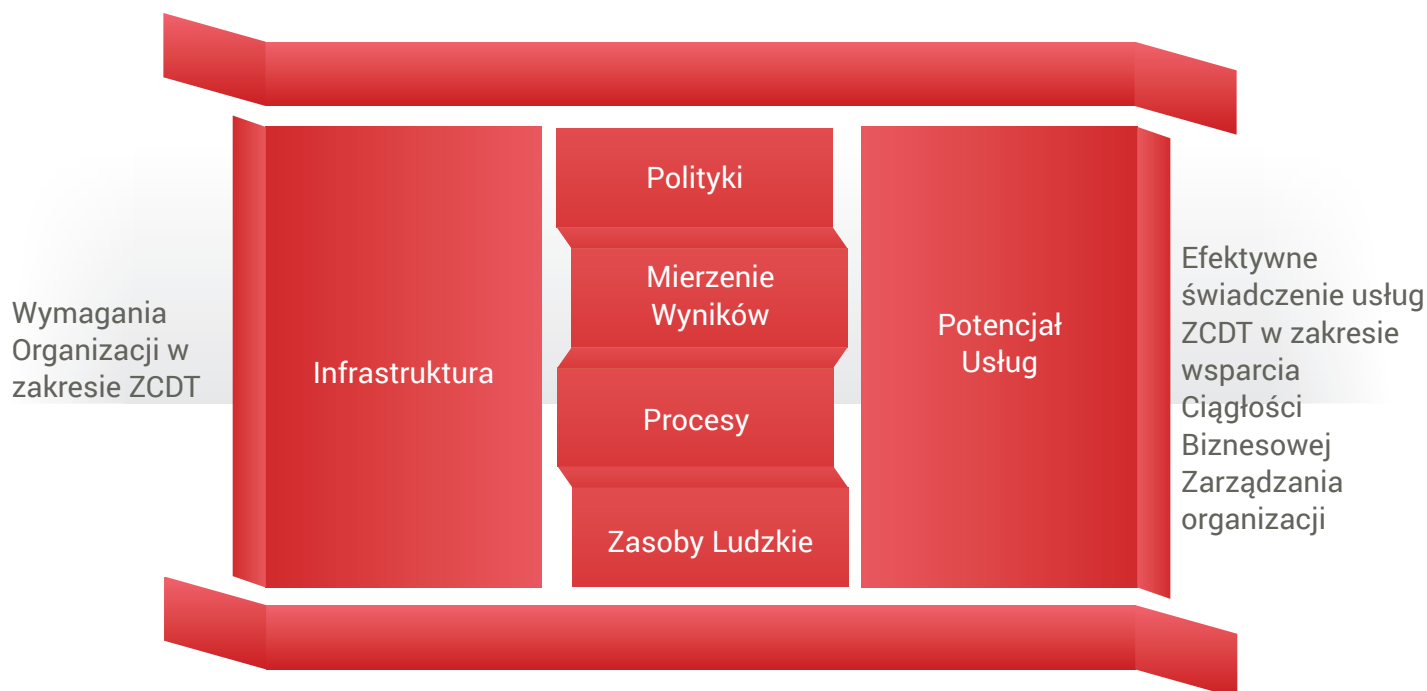 Wymagania
Organizacji w
zakresie ZCDT
Infrastruktura
Polityki
Mierzenie
Wyników
Procesy
Zasoby Ludzkie
Potencjał
Usług
Efektywne
świadczenie usług
ZCDT w zakresie
wsparcia
Ciągłości
Biznesowej
Zarządzania
organizacji